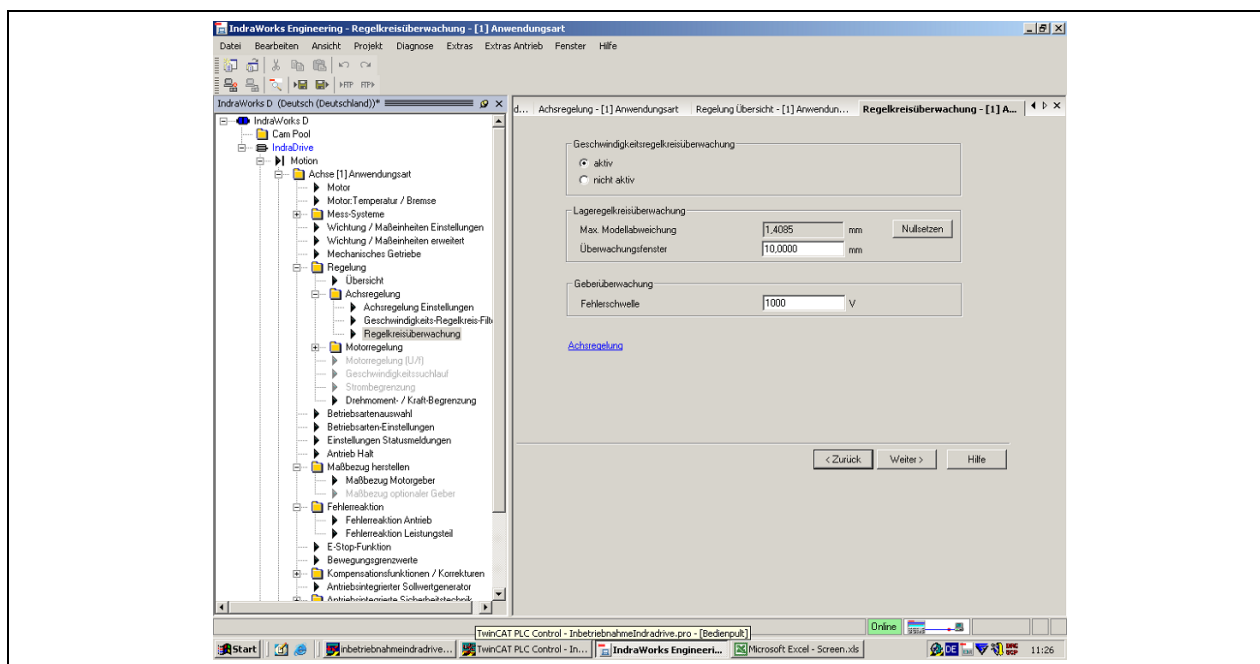 IndraWorks Engineering - Regelkreisüberwachung - [1] Anwendungsart
Datei Bearbeiten Ansicht Projekt Diagnose Extras Extras Antrieb Fenster Hilfe
FTP FTP
IndraWorks D (Deutsch (Deutschland))*
d... Achsregelung - [1] Anwendungsart Regelung Übersicht - [1] Anwendun... Regelkreisüberwachung - [1] A...
IndraWorks D
Cam Pool
IndraDrive
Motion
Achse [1] Anwendungsart
Motor
Motor:Temperatur / Bremse
Mess-Systeme
Wichtung / Maßeinheiten Einstellungen
Wichtung / Maßeinheiten erweitert
Mechanisches Getriebe
Regelung
Übersicht
Achsregelung
Achsregelung Einstellungen
Geschwindigkeits-Regelkreis-Filt
Regelkreisüberwachung
Motorregelung
Motorregelung (U/f)
Geschwindigkeitssuchlauf
Strombegrenzung
Drehmoment- / Kraft-Begrenzung
Betriebsartenauswahl
Betriebsarten-Einstellungen
Einstellungen Statusmeldungen
Antrieb Halt
Maßbezug herstellen
Maßbezug Motorgeber
Maßbezug optionaler Geber
Fehlerreaktion
Fehlerreaktion Antrieb
Fehlerreaktion Leistungsteil
E-Stop-Funktion
Bewegungsgrenzwerte
Kompensationsfunktionen / Korrekturen
Antriebsintegrierter Sollwertgenerator
Antriebsintegrierte Sicherheitstechnik
Geschwindigkeitsregelkreisüberwachung
aktiv
nicht aktiv
Lageregelkreisüberwachung
Max. Modellabweichung 1,4085 mm Nullsetzen
Überwachungsfenster 10,0000 mm
Geberüberwachung
Fehlerschwelle 1000 V
Achsregelung
< Zurück Weiter > Hilfe
Online
TwinCAT PLC Control - InbetriebnahmeIndradrive.pro - [Bedienpult]
Start inbetriebnahmeindradrive... TwinCAT PLC Control - In... IndraWorks Engineeri... Microsoft Excel - Screen.xls DE 11:26